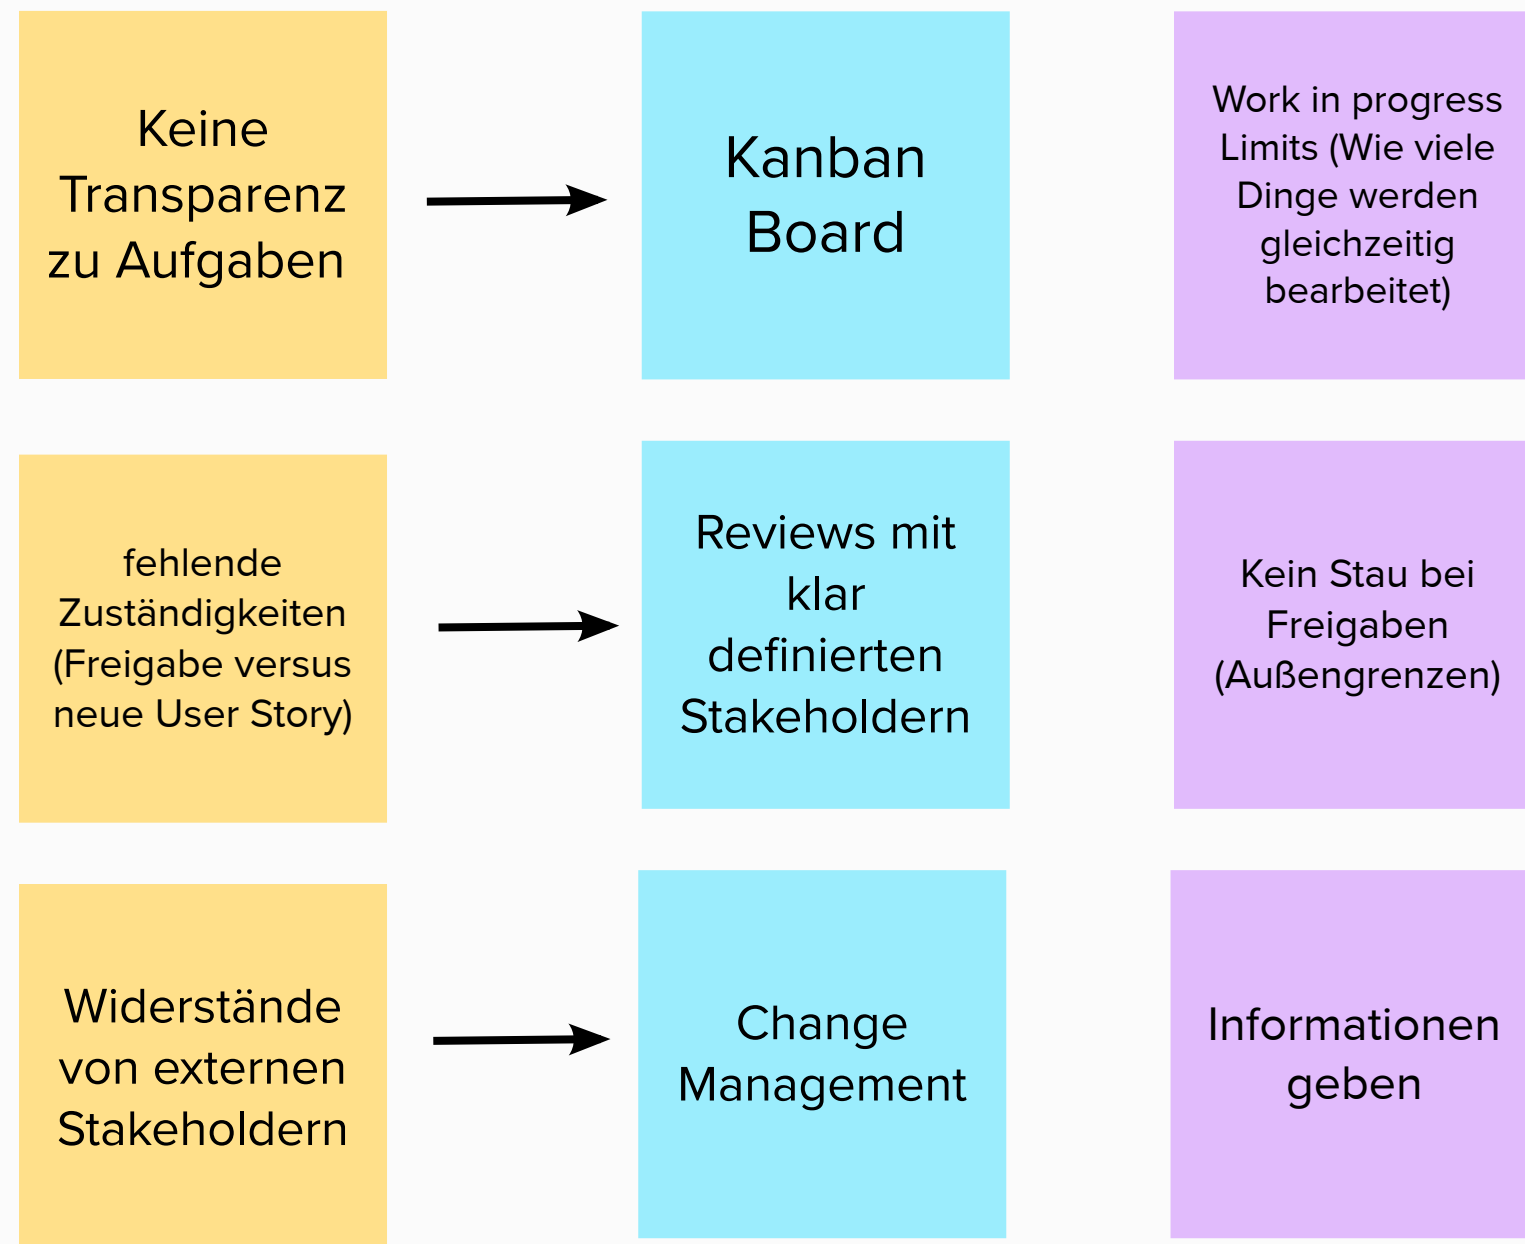 Keine
Transparenz
zu Aufgaben
Kanban
Board
Work in progress
Limits (Wie viele
Dinge werden
gleichzeitig
bearbeitet)
fehlende
Zuständigkeiten
(Freigabe versus
neue User Story)
Reviews mit
klar
definierten
Stakeholdern
Kein Stau bei
Freigaben
(Außengrenzen)
Widerstände
von externen
Stakeholdern
Change
Management
Informationen
geben